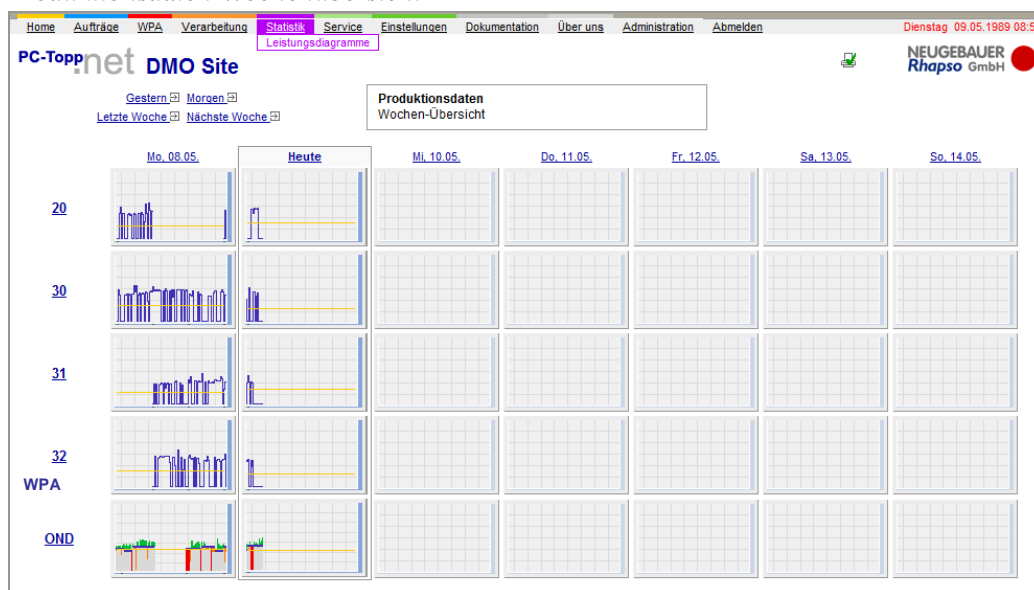 Home Aufträge WPA Verarbeitung Statistik Service Einstellungen Dokumentation Über uns Administration Abmelden Dienstag 09.05.1989 08:5
Leistungsdiagramme
PC-Topp.net DMO Site
NEUGEBAUER
Rhapso GmbH
Gestern Morgen
Letzte Woche Nächste Woche
Produktionsdaten
Wochen-Übersicht
Mo, 08.05. Heute Mi, 10.05. Do, 11.05. Fr, 12.05. Sa, 13.05. So, 14.05.
20
30
31
32
WPA
OND